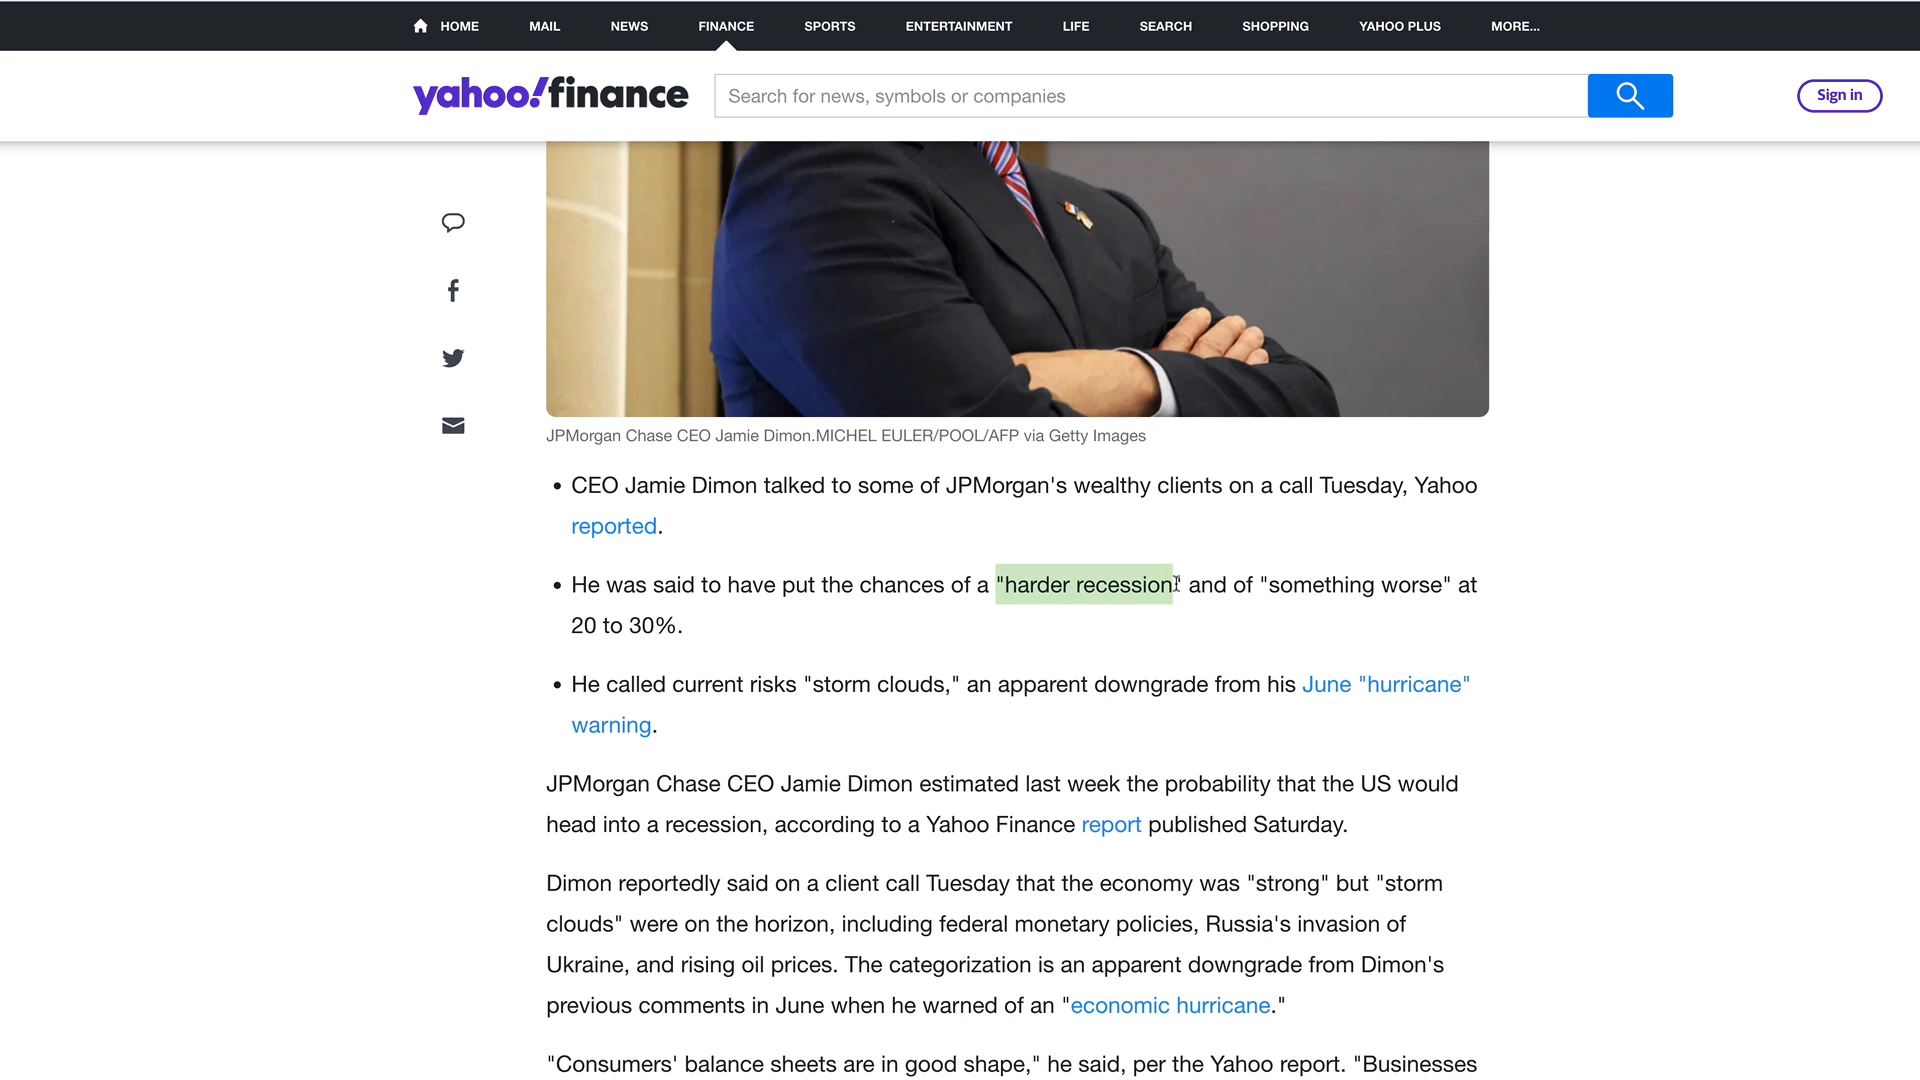 HOME MAIL NEWS FINANCE SPORTS ENTERTAINMENT LIFE SEARCH SHOPPING YAHOO PLUS MORE...
yahoo!finance
Search for news, symbols or companies
Sign in
JPMorgan Chase CEO Jamie Dimon.MICHEL EULER/POOL/AFP via Getty Images
• CEO Jamie Dimon talked to some of JPMorgan's wealthy clients on a call Tuesday, Yahoo
reported.
• He was said to have put the chances of a "harder recession" and of "something worse" at
20 to 30%.
• He called current risks "storm clouds," an apparent downgrade from his June "hurricane"
warning.
JPMorgan Chase CEO Jamie Dimon estimated last week the probability that the US would
head into a recession, according to a Yahoo Finance report published Saturday.
Dimon reportedly said on a client call Tuesday that the economy was "strong" but "storm
clouds" were on the horizon, including federal monetary policies, Russia's invasion of
Ukraine, and rising oil prices. The categorization is an apparent downgrade from Dimon's
previous comments in June when he warned of an "economic hurricane."
"Consumers' balance sheets are in good shape," he said, per the Yahoo report. "Businesses